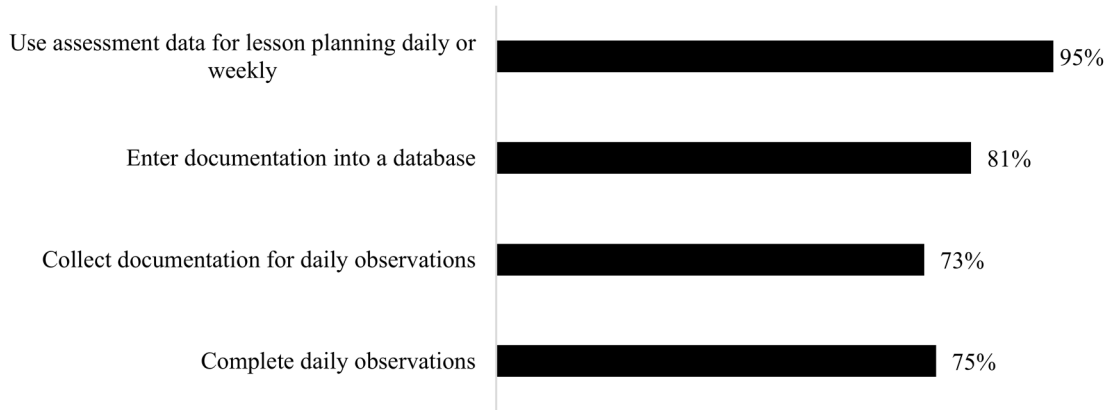 Use assessment data for lesson planning daily or
weekly
95%
Enter documentation into a database
81%
Collect documentation for daily observations
73%
Complete daily observations
75%